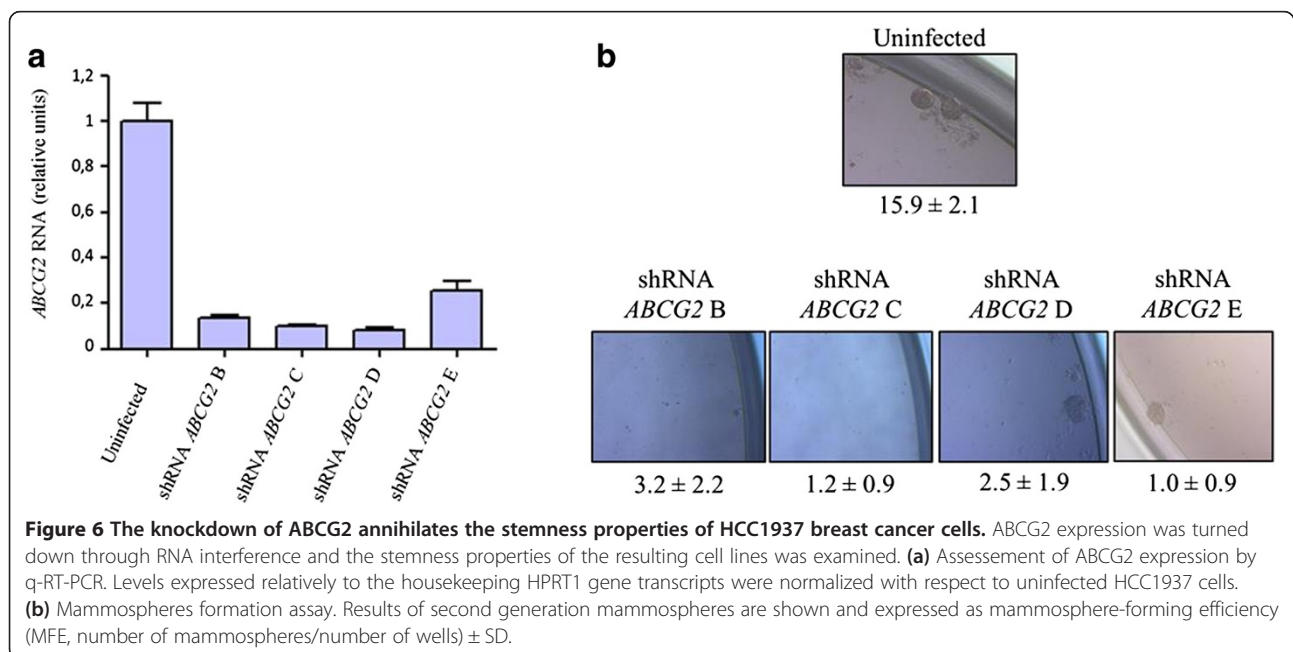 a
1,2
1
0,8
0,6
0,4
0,2
0
ABCG2 RNA (relative units)
Uninfected
shRNA ABCG2 B
shRNA ABCG2 C
shRNA ABCG2 D
shRNA ABCG2 E
b
Uninfected
15.9 ± 2.1
shRNA
ABCG2 B
shRNA
ABCG2 C
shRNA
ABCG2 D
shRNA
ABCG2 E
3.2 ± 2.2
1.2 ± 0.9
2.5 ± 1.9
1.0 ± 0.9
Figure 6 The knockdown of ABCG2 annihilates the stemness properties of HCC1937 breast cancer cells. ABCG2 expression was turned
down through RNA interference and the stemness properties of the resulting cell lines was examined. (a) Assessement of ABCG2 expression by
q-RT-PCR. Levels expressed relatively to the housekeeping HPRT1 gene transcripts were normalized with respect to uninfected HCC1937 cells.
(b) Mammospheres formation assay. Results of second generation mammospheres are shown and expressed as mammosphere-forming efficiency
(MFE, number of mammospheres/number of wells) ± SD.